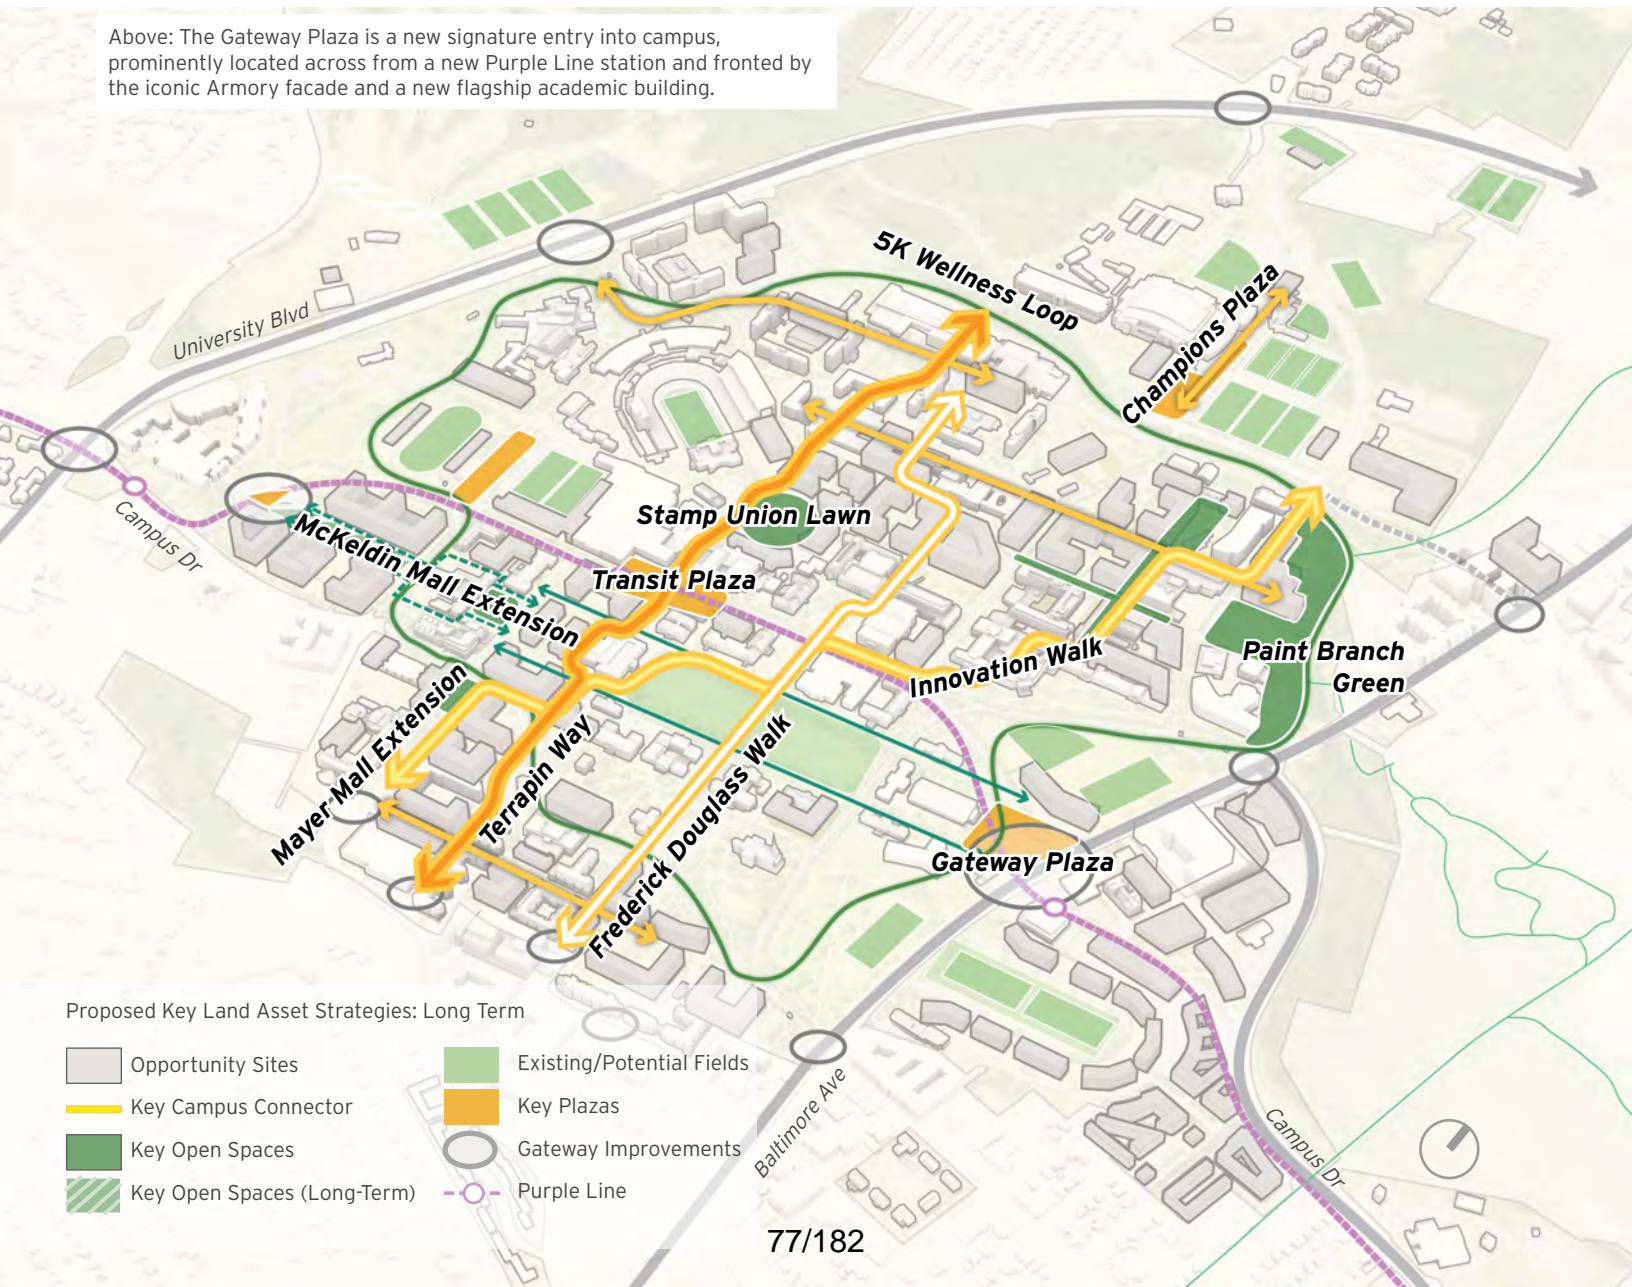 Above: The Gateway Plaza is a new signature entry into campus,
prominently located across from a new Purple Line station and fronted by
the iconic Armory facade and a new flagship academic building.
5K Wellness Loop
Champions Plaza
University Blvd
Stamp Union Lawn
Campus Dr
McKeldin Mall Extension
Transit Plaza
Innovation Walk
Paint Branch
Green
Mayer Mall Extension
Terrapin Way
Frederick Douglass Walk
Gateway Plaza
Baltimore Ave
Campus Dr
Proposed Key Land Asset Strategies: Long Term
Opportunity Sites
Key Campus Connector
Key Open Spaces
Key Open Spaces (Long-Term)
Existing/Potential Fields
Key Plazas
Gateway Improvements
Purple Line
77/182